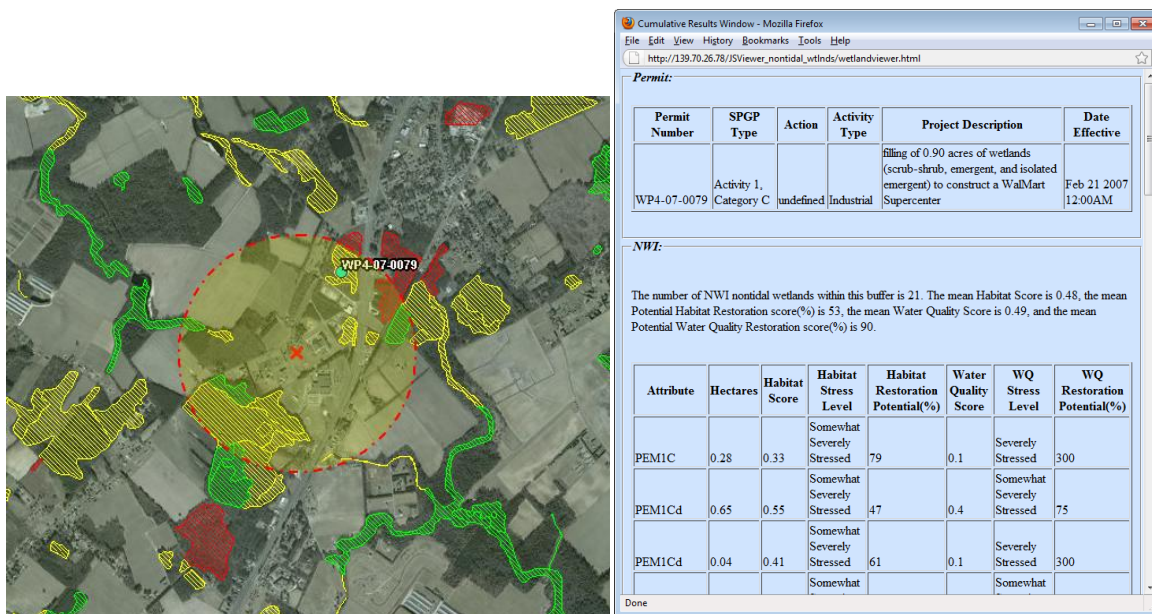 WP4-07-0079
Cumulative Results Window - Mozilla Firefox
File Edit View History Bookmarks Tools Help
http://139.70.26.78/JSViewer_nontidal_wtlnds/wetlandviewer.html
Permit:
Permit Number SPGP Type Action Activity Type Project Description Date Effective
WP4-07-0079 Activity 1, Category C undefined Industrial filling of 0.90 acres of wetlands (scrub-shrub, emergent, and isolated emergent) to construct a WalMart Supercenter Feb 21 2007 12:00AM
NWI:
The number of NWI nontidal wetlands within this buffer is 21. The mean Habitat Score is 0.48, the mean
Potential Habitat Restoration score(%) is 53, the mean Water Quality Score is 0.49, and the mean
Potential Water Quality Restoration score(%) is 90.
Attribute Hectares Habitat Score Habitat Stress Level Habitat Restoration Potential(%) Water Quality Score WQ Stress Level WQ Restoration Potential(%)
PEM1C 0.28 0.33 Somewhat Severely Stressed 79 0.1 Severely Stressed 300
PEM1Cd 0.65 0.55 Somewhat Severely Stressed 47 0.4 Somewhat Severely Stressed 75
PEM1Cd 0.04 0.41 Somewhat Severely Stressed 61 0.1 Severely Stressed 300
Somewhat Somewhat
Done